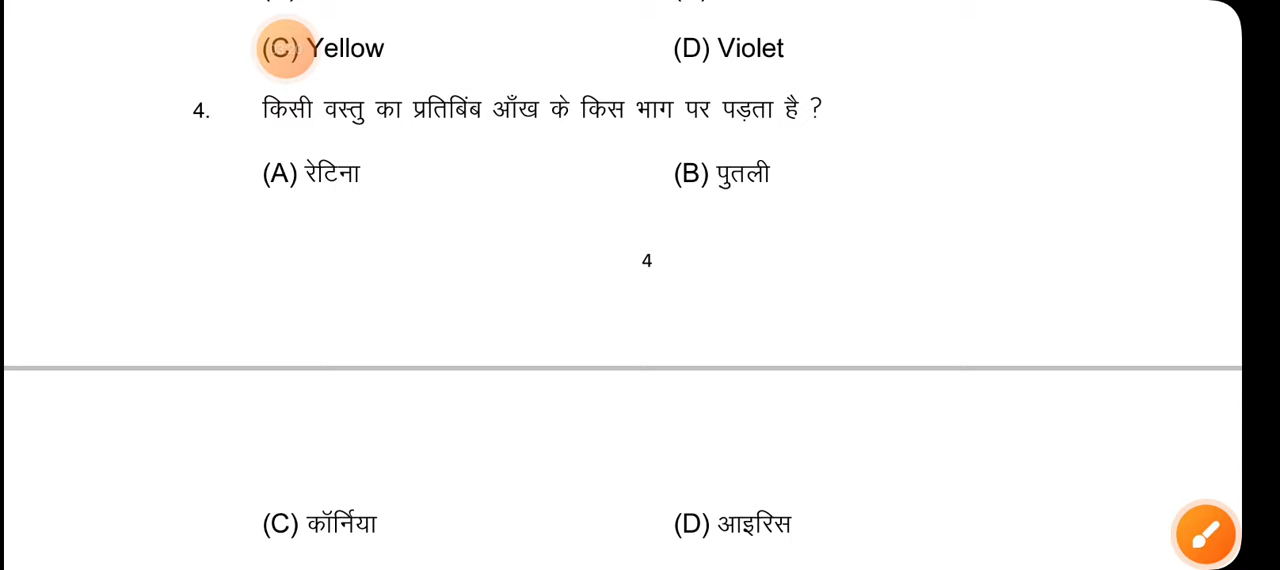 (C) Yellow (D) Violet
4. किसी वस्तु का प्रतिबिंब आँख के किस भाग पर पड़ता है ?
(A) रेटिना (B) पुतली
4
(C) कॉर्निया (D) आइरिस